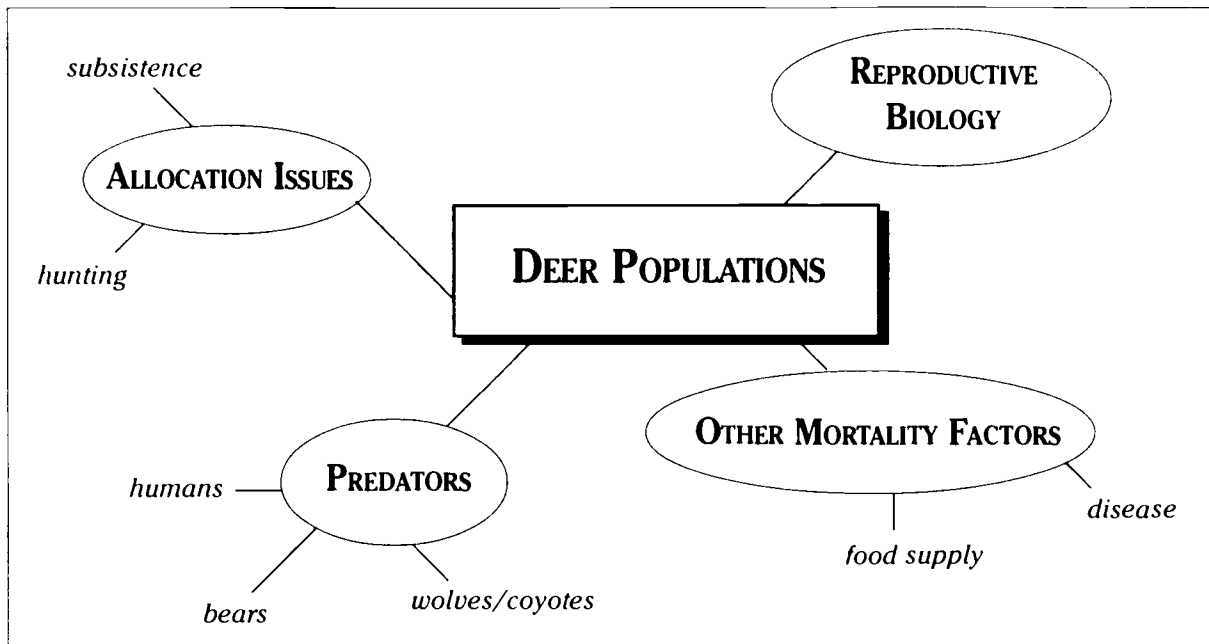 subsistence
REPRODUCTIVE
BIOLOGY
ALLOCATION ISSUES
hunting
DEER POPULATIONS
OTHER MORTALITY FACTORS
PREDATORS
humans
bears
wolves/coyotes
food supply
disease